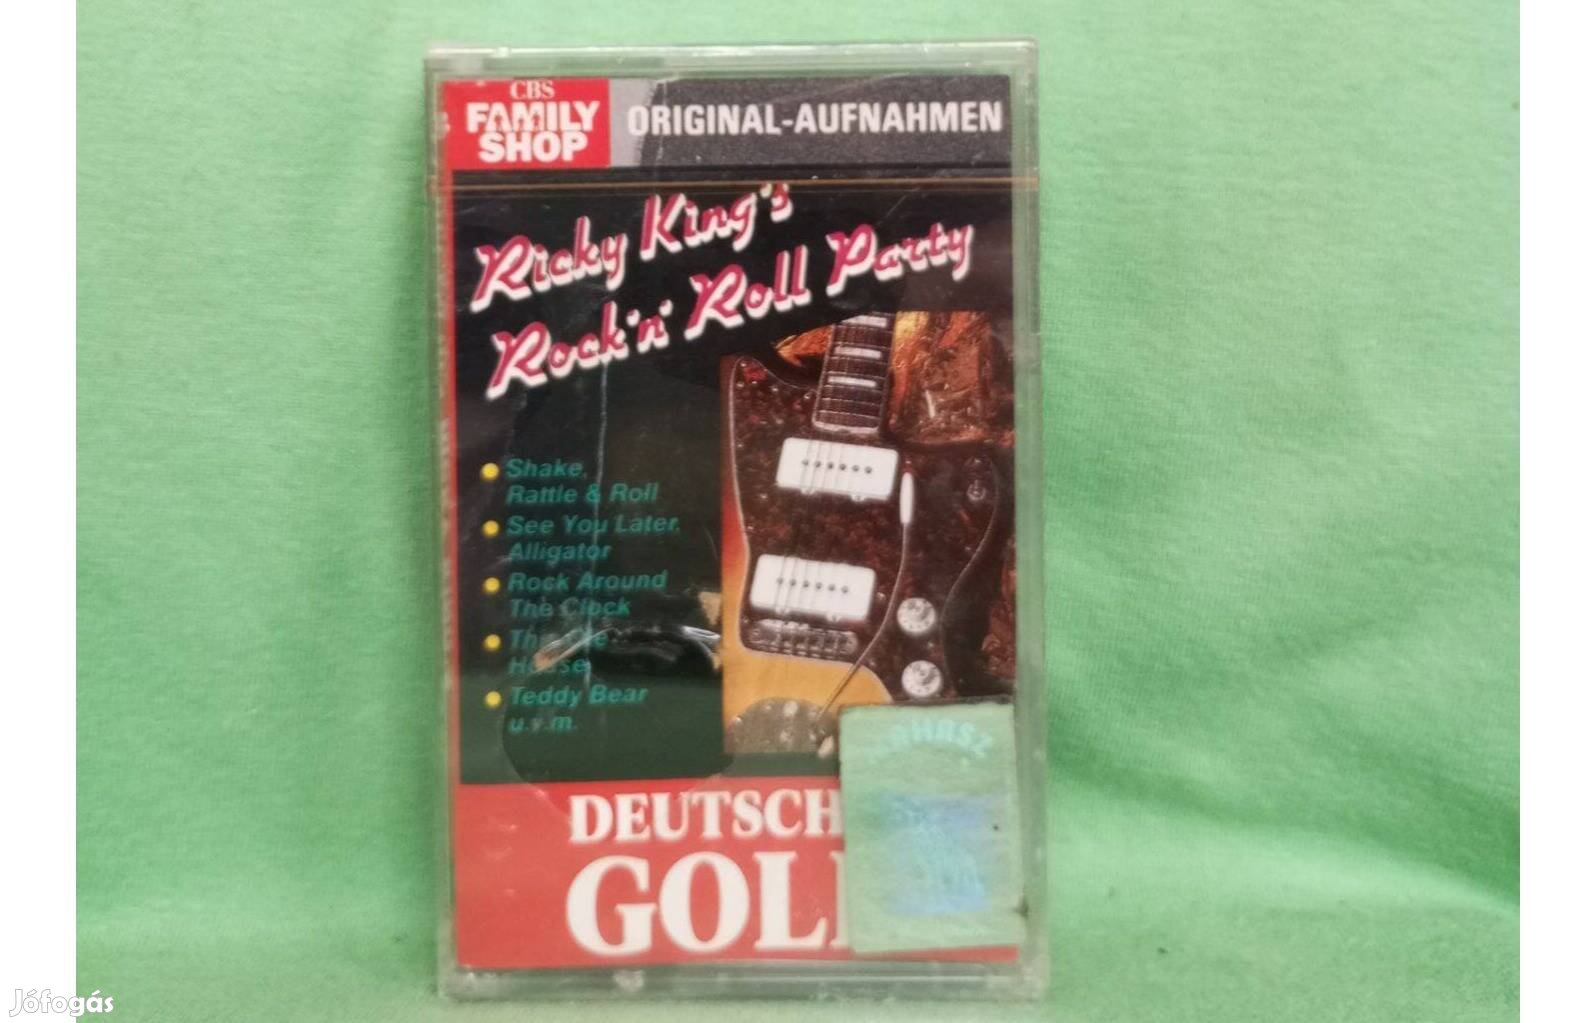 CBS
FAMILY
SHOP
ORIGINAL-AUFNAHMEN
Ricky King's
Rock'n' Roll Party
Shake,
Rattle & Roll
See You Later,
Alligator
Rock Around
The Clock
House
Teddy Bear
u.v.m.
DEUTSCH
GOL
Jófogás